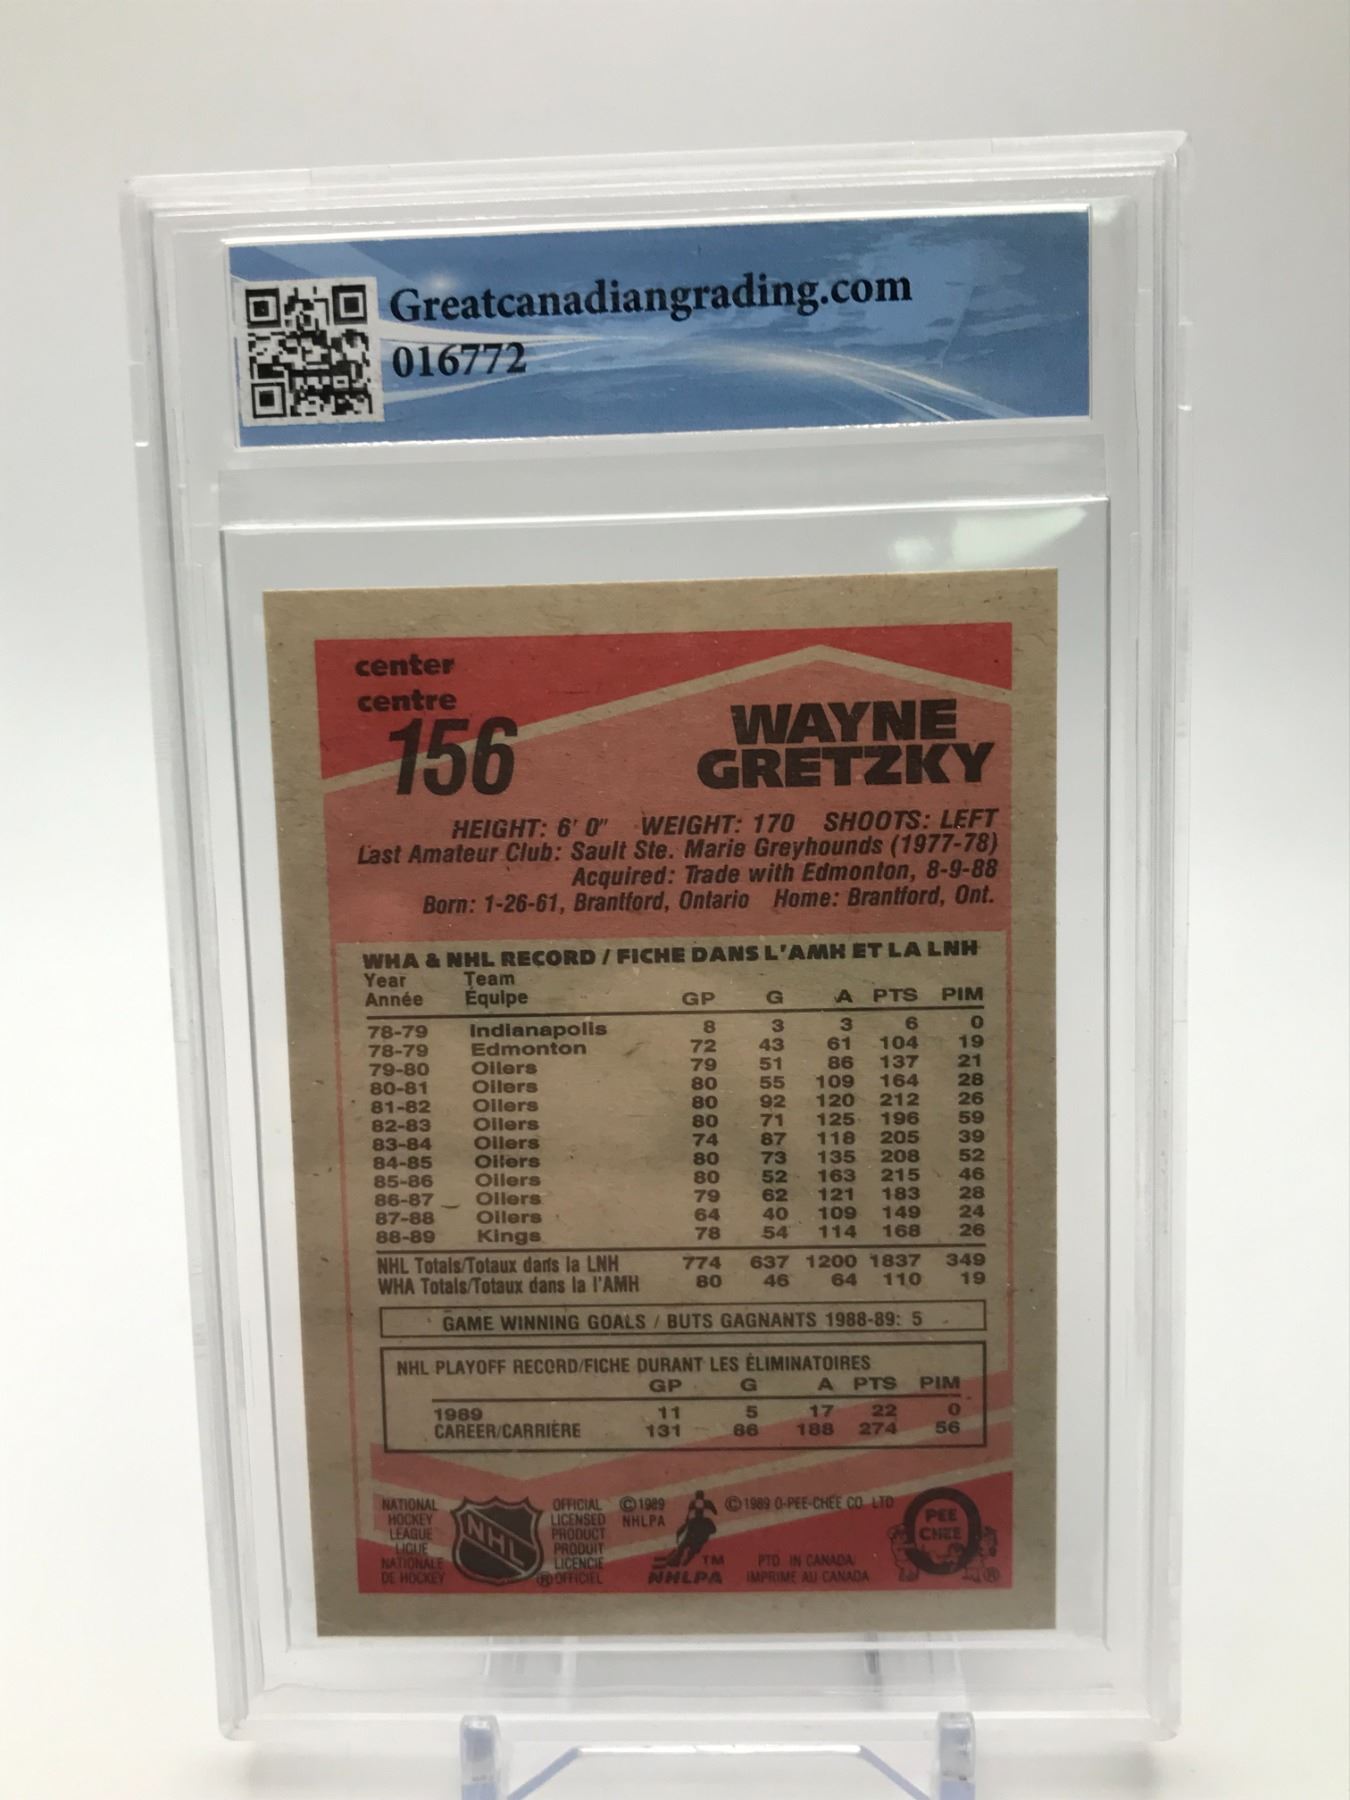 Greatcanadiangrading.com
016772
center
centre
156
WAYNE
GRETZKY
HEIGHT: 6' 0" WEIGHT: 170 SHOOTS: LEFT
Last Amateur Club: Sault Ste. Marie Greyhounds (1977-78)
Acquired: Trade with Edmonton, 8-9-88
Born: 1-26-61, Brantford, Ontario Home: Brantford, Ont.
WHA & NHL RECORD / FICHE DANS L'AMH ET LA LNH
Year Team
Année Équipe GP G A PTS PIM
78-79 Indianapolis 8 3 3 6 0
78-79 Edmonton 72 43 61 104 19
79-80 Oilers 79 51 86 137 21
80-81 Oilers 80 55 109 164 28
81-82 Oilers 80 92 120 212 26
82-83 Oilers 80 71 125 196 59
83-84 Oilers 74 87 118 205 39
84-85 Oilers 80 73 135 208 52
85-86 Oilers 80 52 163 215 46
86-87 Oilers 79 62 121 183 28
87-88 Oilers 64 40 109 149 24
88-89 Kings 78 54 114 168 26
NHL Totals/Totaux dans la LNH 774 637 1200 1837 349
WHA Totals/Totaux dans la l'AMH 80 46 64 110 19
GAME WINNING GOALS / BUTS GAGNANTS 1988-89: 5
NHL PLAYOFF RECORD/FICHE DURANT LES ÉLIMINATOIRES
GP G A PTS PIM
1989 11 5 17 22 0
CAREER/CARRIÈRE 131 86 188 274 56
NATIONAL
HOCKEY
LEAGUE
LIGUE
NATIONALE
DE HOCKEY
NHL
OFFICIAL
LICENSED
PRODUCT
PRODUIT
LICENCIE
® OFFICIEL
©1989
NHLPA
TM
NHLPA
©1989 O-PEE-CHEE CO LTD
PTD. IN CANADA
IMPRIMÉ AU CANADA
O
PEE
CHEE
®